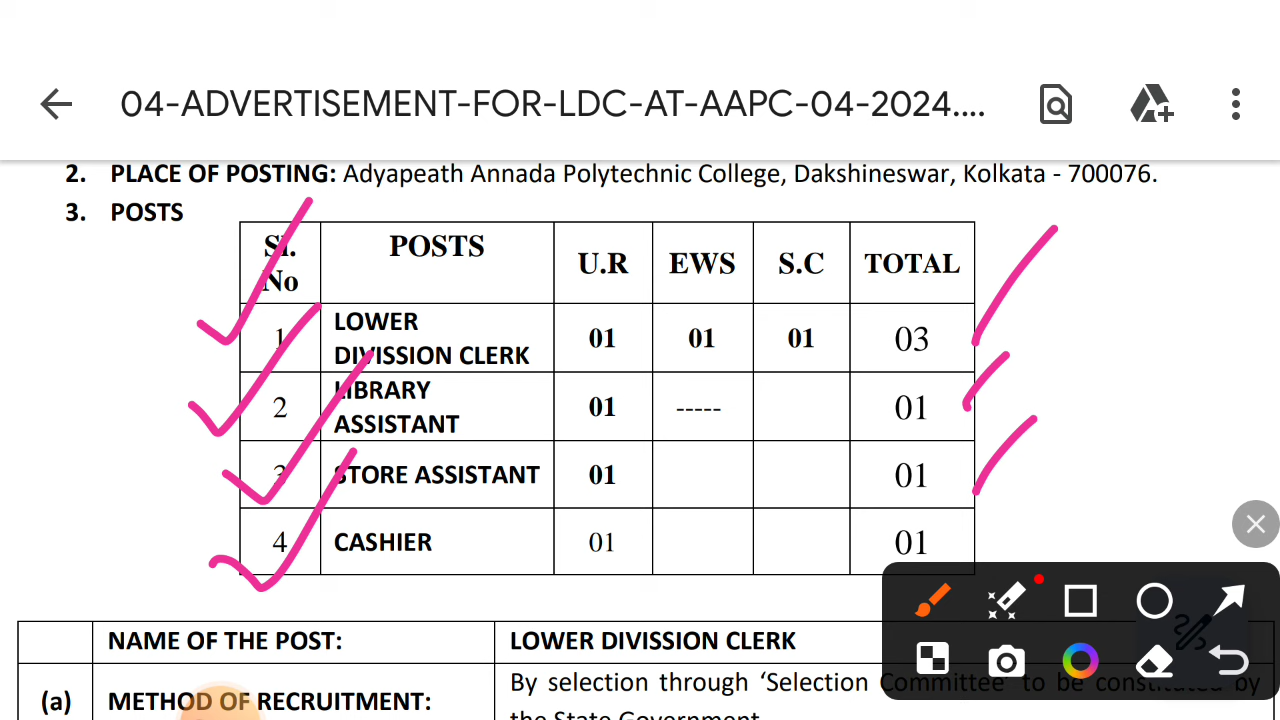 04-ADVERTISEMENT-FOR-LDC-AT-AAPC-04-2024....
2. PLACE OF POSTING: Adyapeath Annada Polytechnic College, Dakshineswar, Kolkata - 700076.
3. POSTS
Sl. No POSTS U.R EWS S.C TOTAL
1 LOWER DIVISSION CLERK 01 01 01 03
2 LIBRARY ASSISTANT 01 ----- 01
3 STORE ASSISTANT 01 01
4 CASHIER 01 01
NAME OF THE POST: LOWER DIVISSION CLERK
(a) METHOD OF RECRUITMENT: By selection through ‘Selection Committee’ to be constituted by
the State Government.